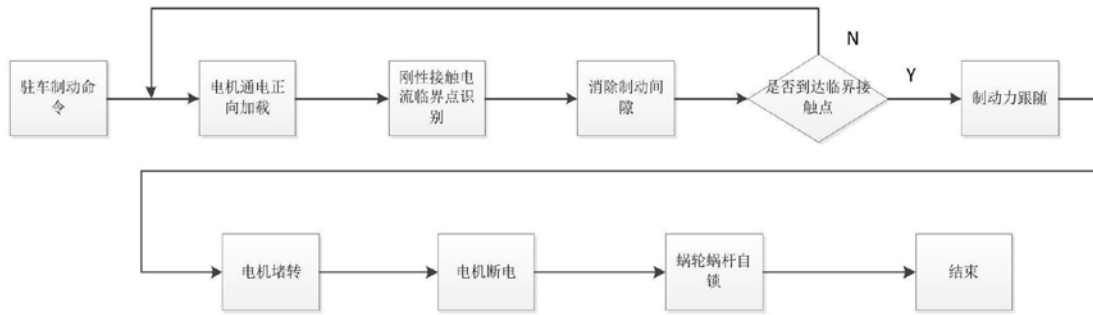 N
驻车制动命
令
电机通电正
向加载
刚性接触电
流临界点识
别
消除制动间
隙
是否到达临界接
触点
Y
制动力跟随
电机堵转
电机断电
蜗轮蜗杆自
锁
结束